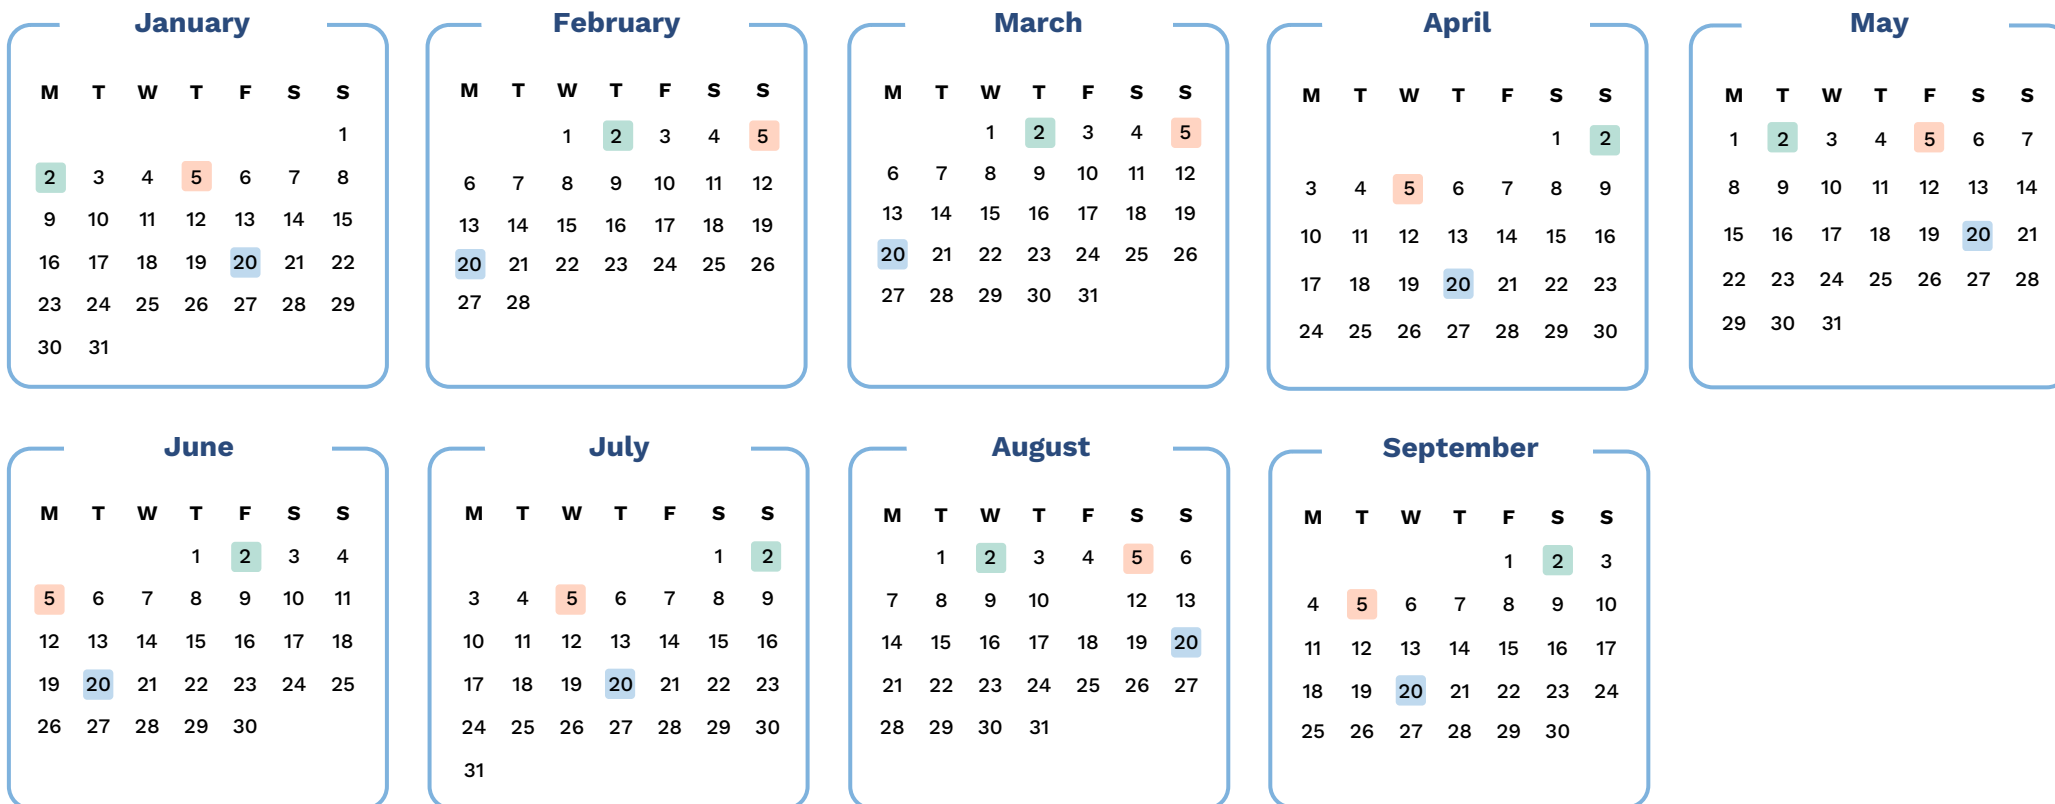 January
M T W T F S S
1
2 3 4 5 6 7 8
9 10 11 12 13 14 15
16 17 18 19 20 21 22
23 24 25 26 27 28 29
30 31
February
M T W T F S S
1 2 3 4 5
6 7 8 9 10 11 12
13 14 15 16 17 18 19
20 21 22 23 24 25 26
27 28
March
M T W T F S S
1 2 3 4 5
6 7 8 9 10 11 12
13 14 15 16 17 18 19
20 21 22 23 24 25 26
27 28 29 30 31
April
M T W T F S S
1 2
3 4 5 6 7 8 9
10 11 12 13 14 15 16
17 18 19 20 21 22 23
24 25 26 27 28 29 30
May
M T W T F S S
1 2 3 4 5 6 7
8 9 10 11 12 13 14
15 16 17 18 19 20 21
22 23 24 25 26 27 28
29 30 31
June
M T W T F S S
1 2 3 4
5 6 7 8 9 10 11
12 13 14 15 16 17 18
19 20 21 22 23 24 25
26 27 28 29 30
July
M T W T F S S
1 2
3 4 5 6 7 8 9
10 11 12 13 14 15 16
17 18 19 20 21 22 23
24 25 26 27 28 29 30
31
August
M T W T F S S
1 2 3 4 5 6
7 8 9 10 12 13
14 15 16 17 18 19 20
21 22 23 24 25 26 27
28 29 30 31
September
M T W T F S S
1 2 3
4 5 6 7 8 9 10
11 12 13 14 15 16 17
18 19 20 21 22 23 24
25 26 27 28 29 30